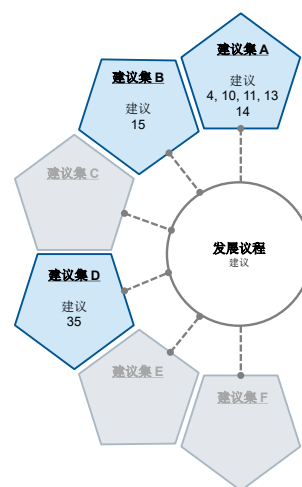 建议集 A
建议
4, 10, 11, 13
14
建议集 B
建议
15
建议集 C
发展议程
建议
建议集 D
建议
35
建议集 E
建议集 F